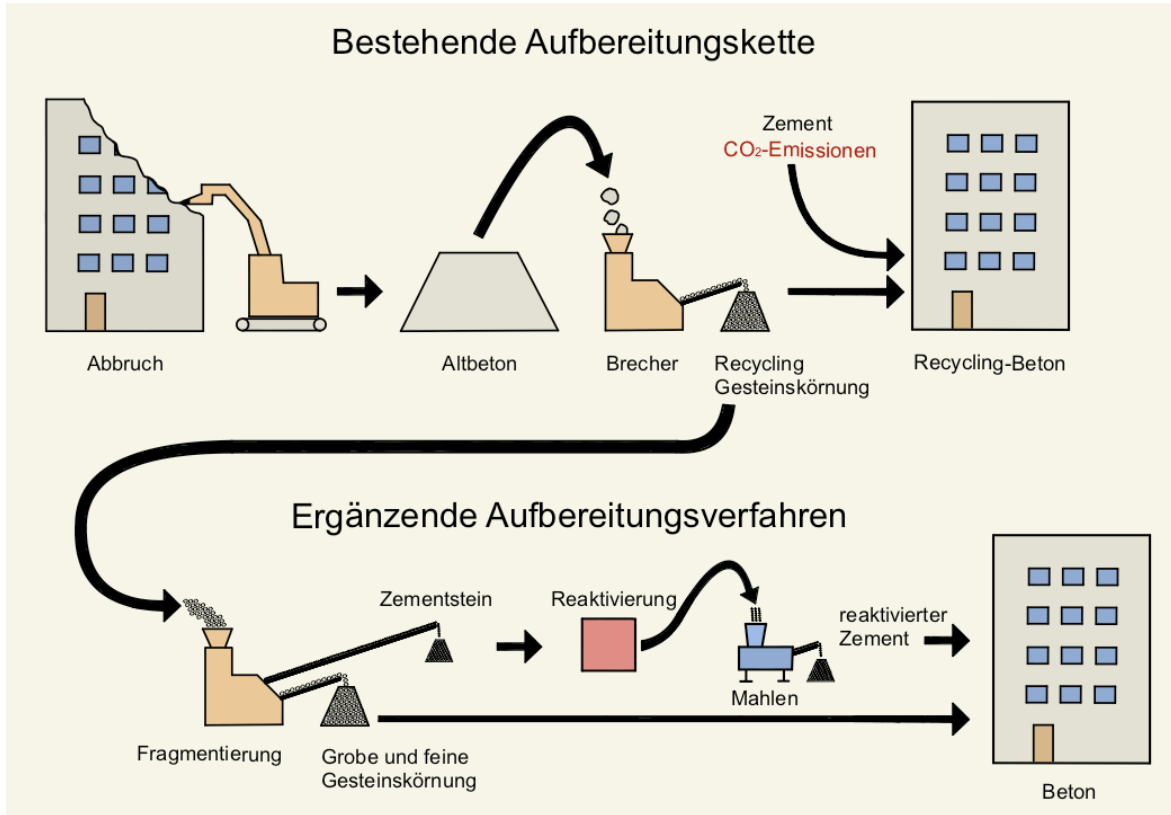 Bestehende Aufbereitungskette
Zement
CO₂-Emissionen
Abbruch
Altbeton
Brecher
Recycling
Gesteinskörnung
Recycling-Beton
Ergänzende Aufbereitungsverfahren
Zementstein
Reaktivierung
reaktivierter
Zement
Mahlen
Fragmentierung
Grobe und feine
Gesteinskörnung
Beton